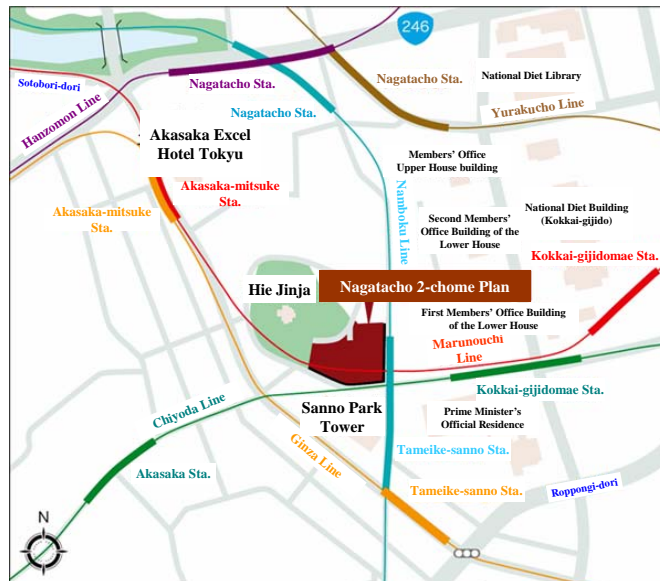 246
Sotobori-dori
Hanzomon Line
Nagatacho Sta.
Nagatacho Sta.
National Diet Library
Nagatacho Sta.
Yurakucho Line
Akasaka Excel
Hotel Tokyu
Members' Office
Upper House building
Akasaka-mitsuke
Sta.
Akasaka-mitsuke
Sta.
Namboku Line
National Diet Building
(Kokkai-gijido)
Second Members'
Office Building of the
Lower House
Kokkai-gijidomae Sta.
Hie Jinja
Nagatacho 2-chome Plan
First Members' Office Building
of the Lower House
Marunouchi
Line
Kokkai-gijidomae Sta.
Chiyoda Line
Sanno Park
Tower
Prime Minister's
Official Residence
Ginza Line
Tameike-sanno Sta.
Akasaka Sta.
Tameike-sanno Sta.
Roppongi-dori
N